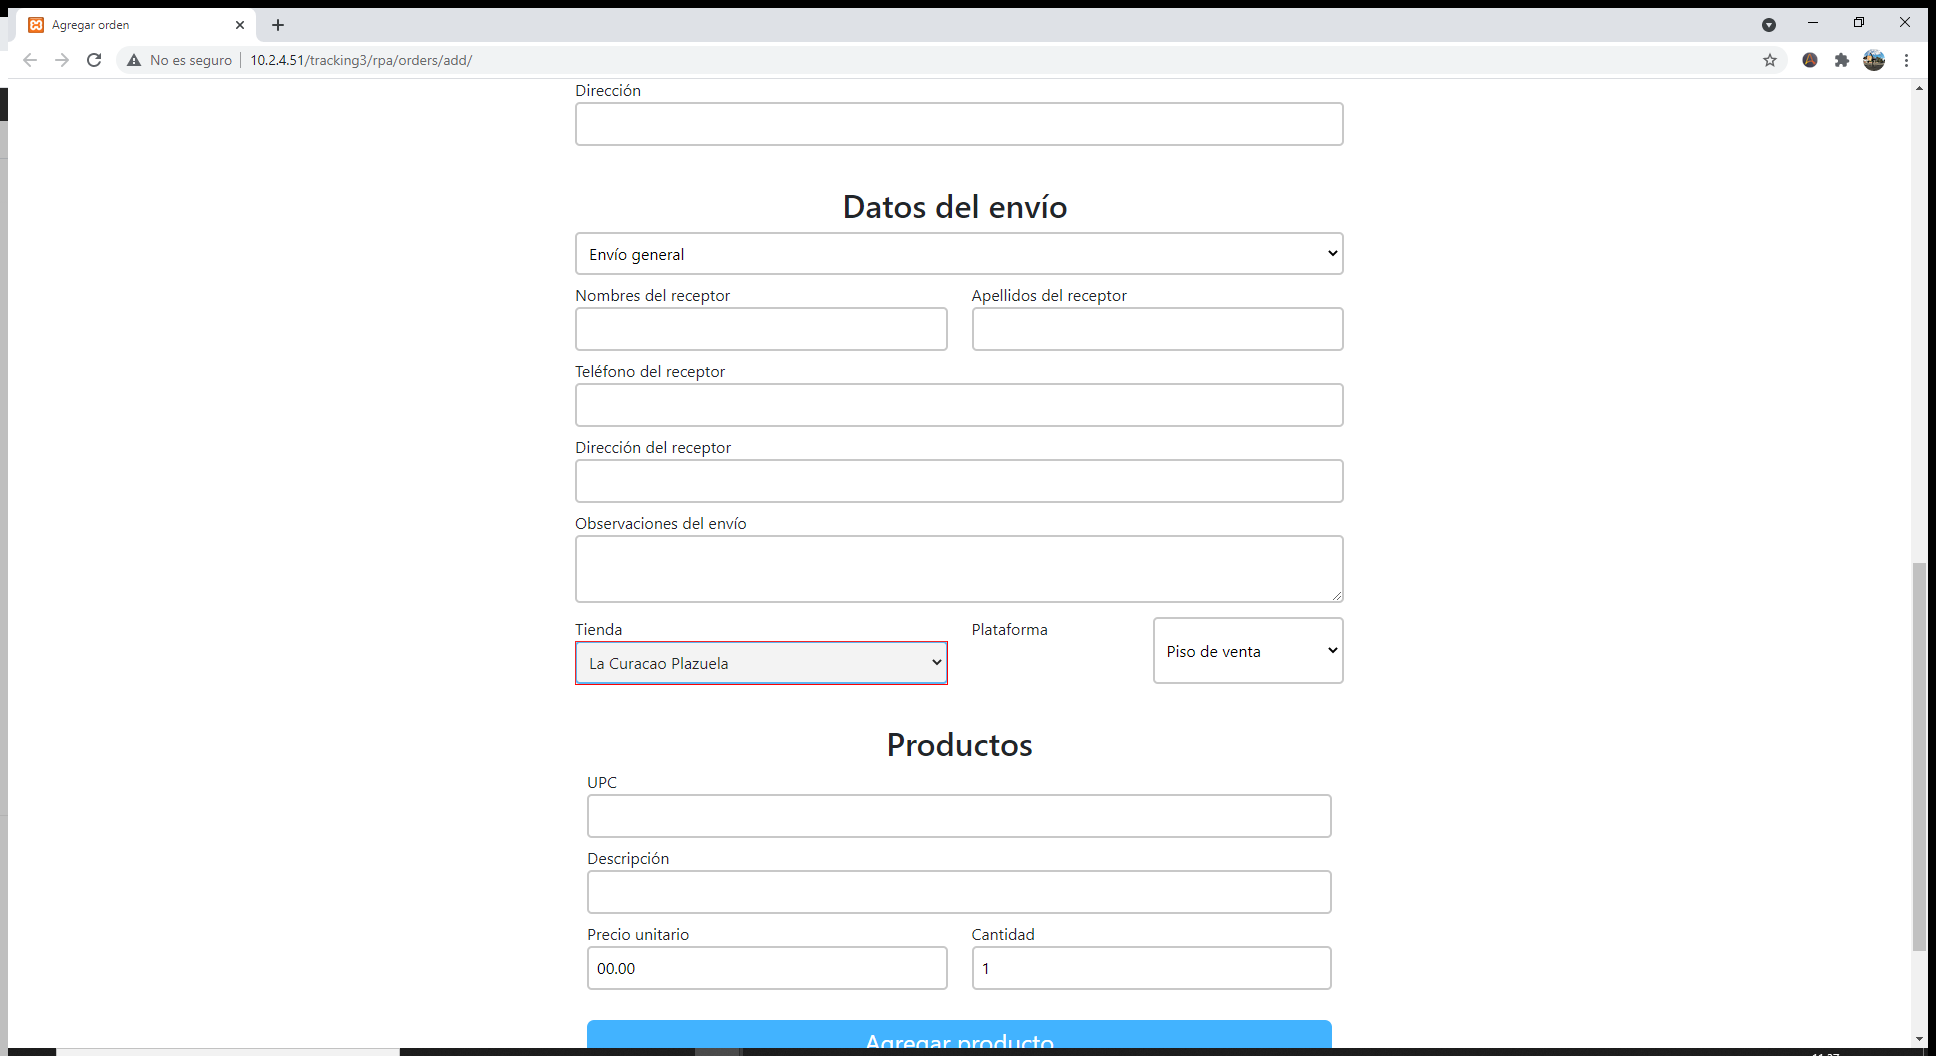 Agregar orden
No es seguro 10.2.4.51/tracking3/rpa/orders/add/
Dirección
Datos del envío
Envío general
Nombres del receptor Apellidos del receptor
Teléfono del receptor
Dirección del receptor
Observaciones del envío
Tienda Plataforma
La Curacao Plazuela Piso de venta
Productos
UPC
Descripción
Precio unitario Cantidad
00.00 1
Agregar producto